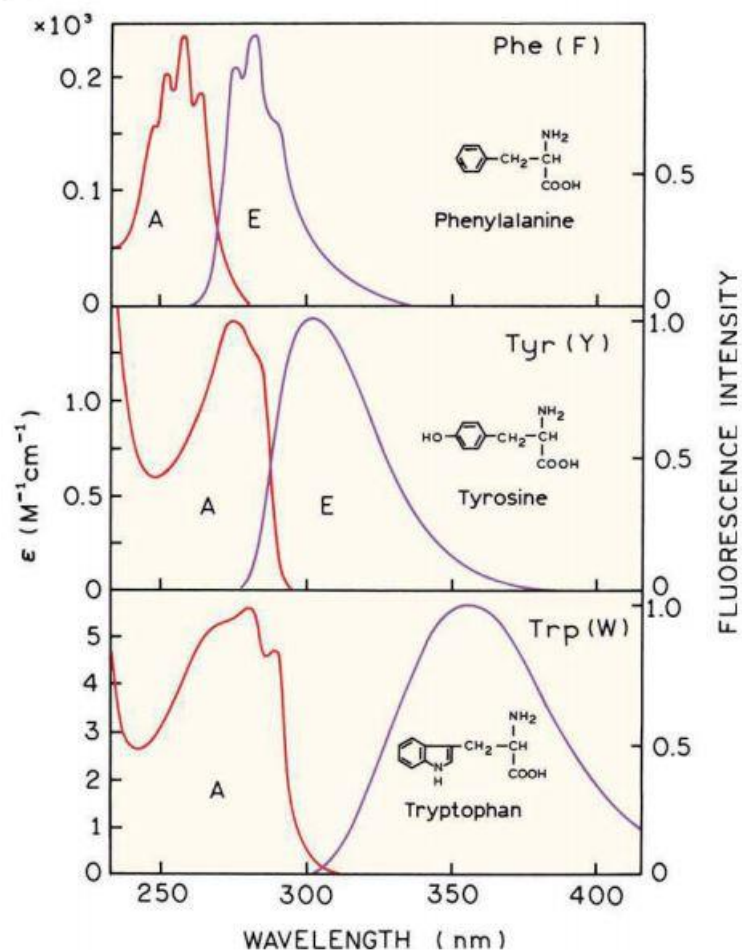 ×10³
Phe (F)
0.2
0.1
0
0.5
0
A
E
NH₂
CH₂–CH
COOH
Phenylalanine
Tyr (Y)
1.0
0.5
0
1.0
0.5
0
A
E
NH₂
HO
CH₂–CH
COOH
Tyrosine
Trp (W)
5
4
3
2
1
0
1.0
0.5
0
A
NH₂
CH₂–CH
COOH
N
H
Tryptophan
250
300
350
400
WAVELENGTH (nm)
ε (M⁻¹cm⁻¹)
FLUORESCENCE INTENSITY